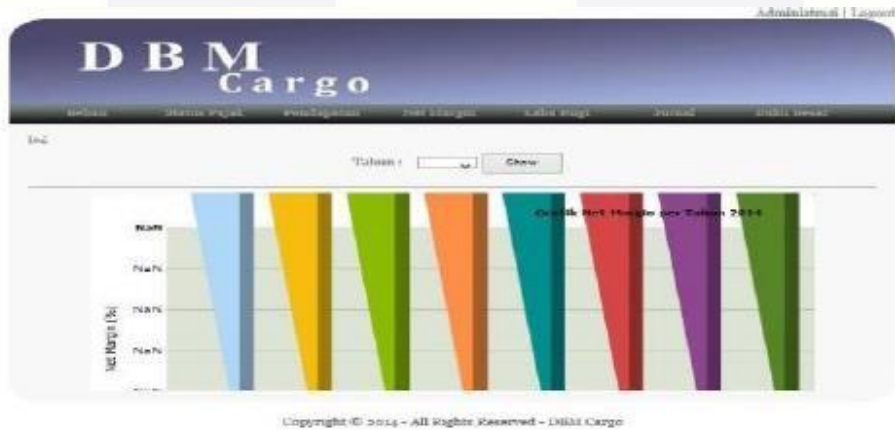 Administrasi | Logout
D B M
Cargo
Beban Status Pajak Pendapatan Net Margin Laba Rugi Jurnal Buku Besar
Tahun : Show
Grafik Net Margin per Tahun 2014
NaN
NaN
NaN
NaN
Net Margin (%)
Copyright © 2014 - All Rights Reserved - DBM Cargo